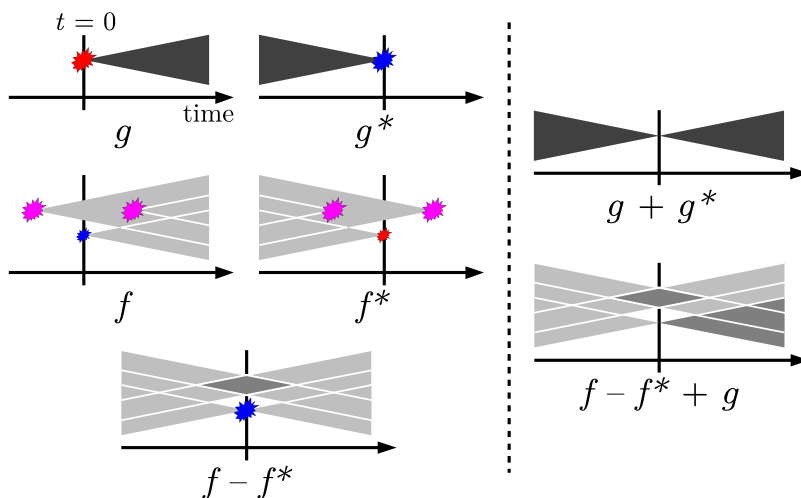 t = 0
time
g
g*
g + g*
f
f*
f – f* + g
f – f*